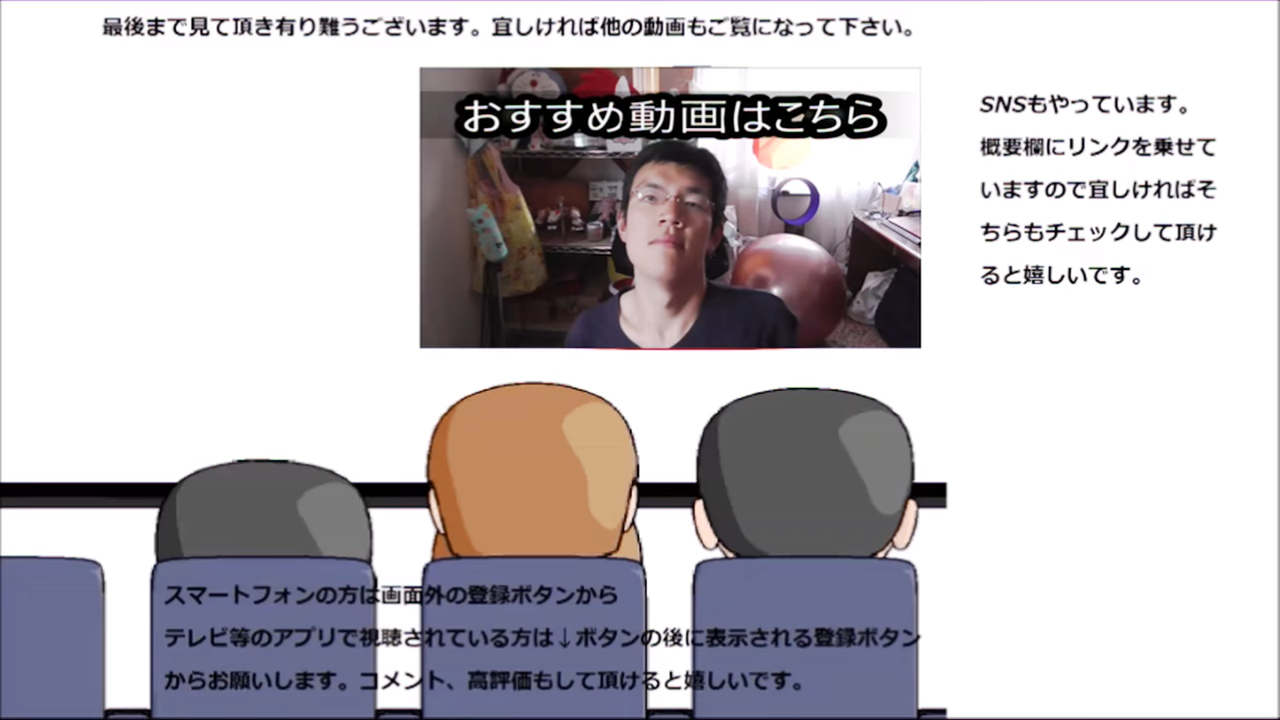 最後まで見て頂き有り難うございます。宜しければ他の動画もご覧になって下さい。
おすすめ動画はこちら
SNSもやっています。
概要欄にリンクを乗せて
いますので宜しければそ
ちらもチェックして頂け
ると嬉しいです。
スマートフォンの方は画面外の登録ボタンから
テレビ等のアプリで視聴されている方は↓ボタンの後に表示される登録ボタン
からお願いします。コメント、高評価もして頂けると嬉しいです。